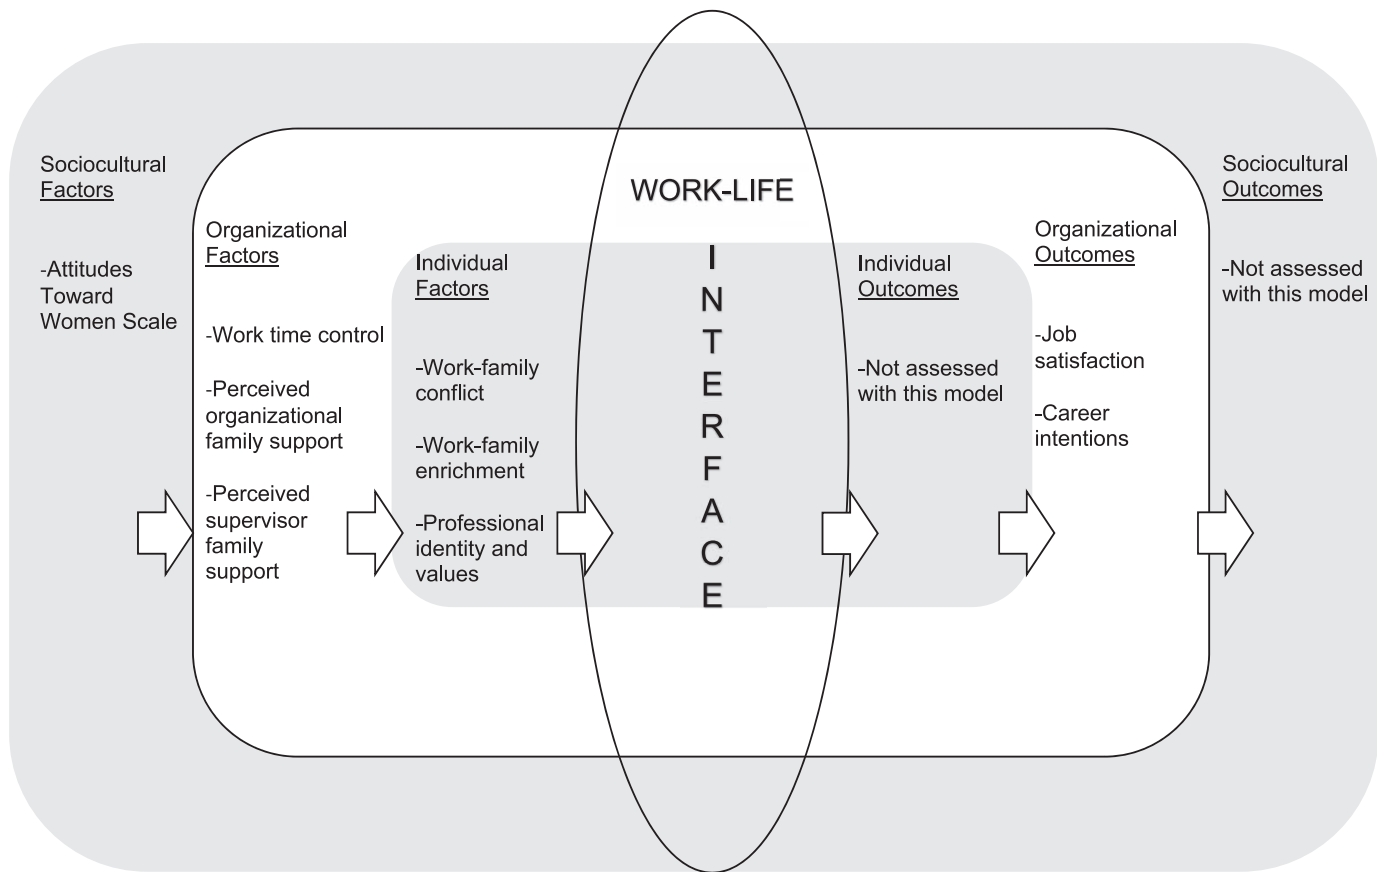 Sociocultural
Factors
-Attitudes
Toward
Women Scale
Organizational
Factors
-Work time control
-Perceived
organizational
family support
-Perceived
supervisor
family
support
Individual
Factors
-Work-family
conflict
-Work-family
enrichment
-Professional
identity and
values
WORK-LIFE
I
N
T
E
R
F
A
C
E
Individual
Outcomes
-Not assessed
with this model
Organizational
Outcomes
-Job
satisfaction
-Career
intentions
Sociocultural
Outcomes
-Not assessed
with this model